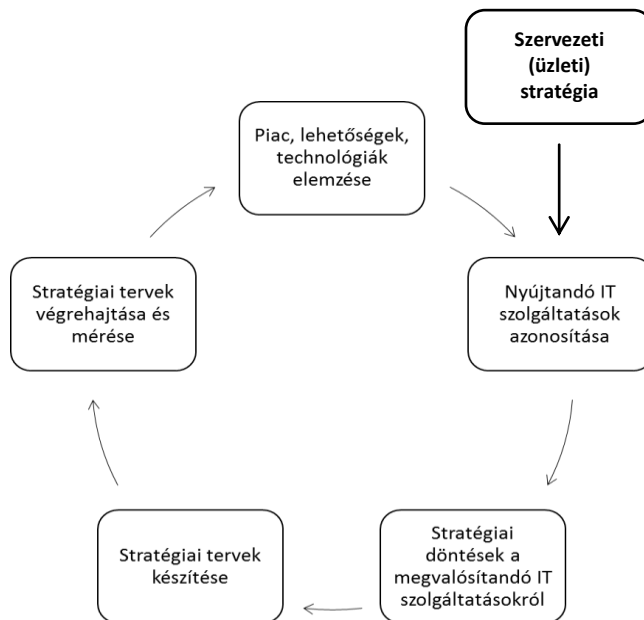 Szervezeti
(üzleti)
stratégia
Piac, lehetőségek,
technológiák
elemzése
Nyújtandó IT
szolgáltatások
azonosítása
Stratégiai
döntések a
megvalósítandó IT
szolgáltatásokról
Stratégiai tervek
készítése
Stratégiai tervek
végrehajtása és
mérése